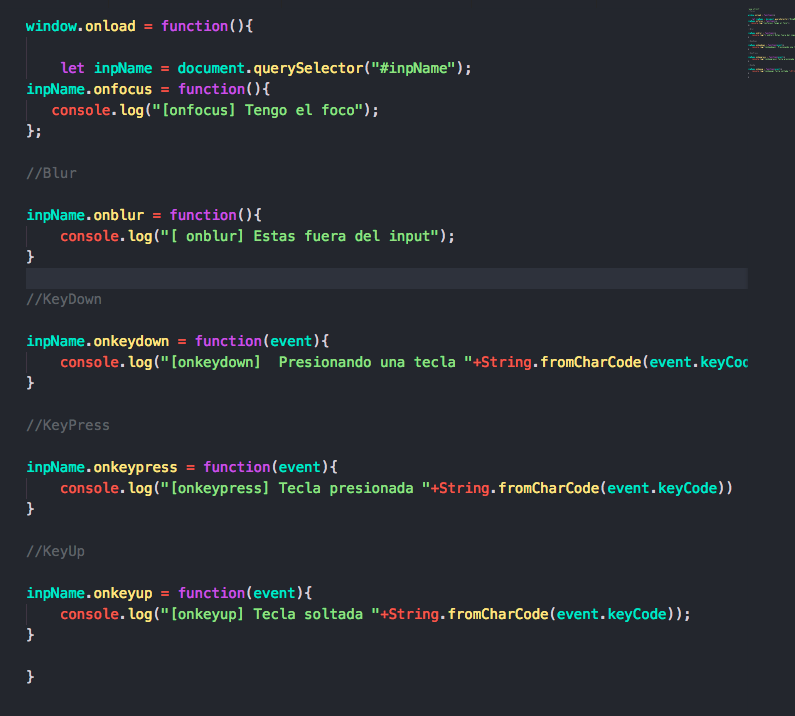 window.onload = function(){
let inpName = document.querySelector("#inpName");
inpName.onfocus = function(){
console.log("[onfocus] Tengo el foco");
};
//Blur
inpName.onblur = function(){
console.log("[ onblur] Estas fuera del input");
}
//KeyDown
inpName.onkeydown = function(event){
console.log("[onkeydown]  Presionando una tecla "+String.fromCharCode(event.keyCod
}
//KeyPress
inpName.onkeypress = function(event){
console.log("[onkeypress] Tecla presionada "+String.fromCharCode(event.keyCode))
}
//KeyUp
inpName.onkeyup = function(event){
console.log("[onkeyup] Tecla soltada "+String.fromCharCode(event.keyCode));
}
}